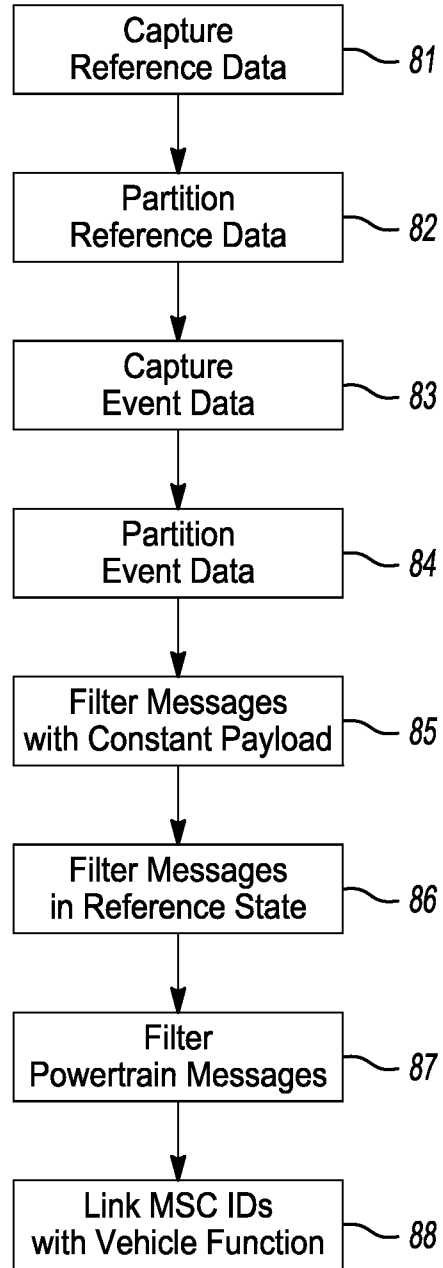 Capture
Reference Data
81
Partition
Reference Data
82
Capture
Event Data
83
Partition
Event Data
84
Filter Messages
with Constant Payload
85
Filter Messages
in Reference State
86
Filter
Powertrain Messages
87
Link MSC IDs
with Vehicle Function
88